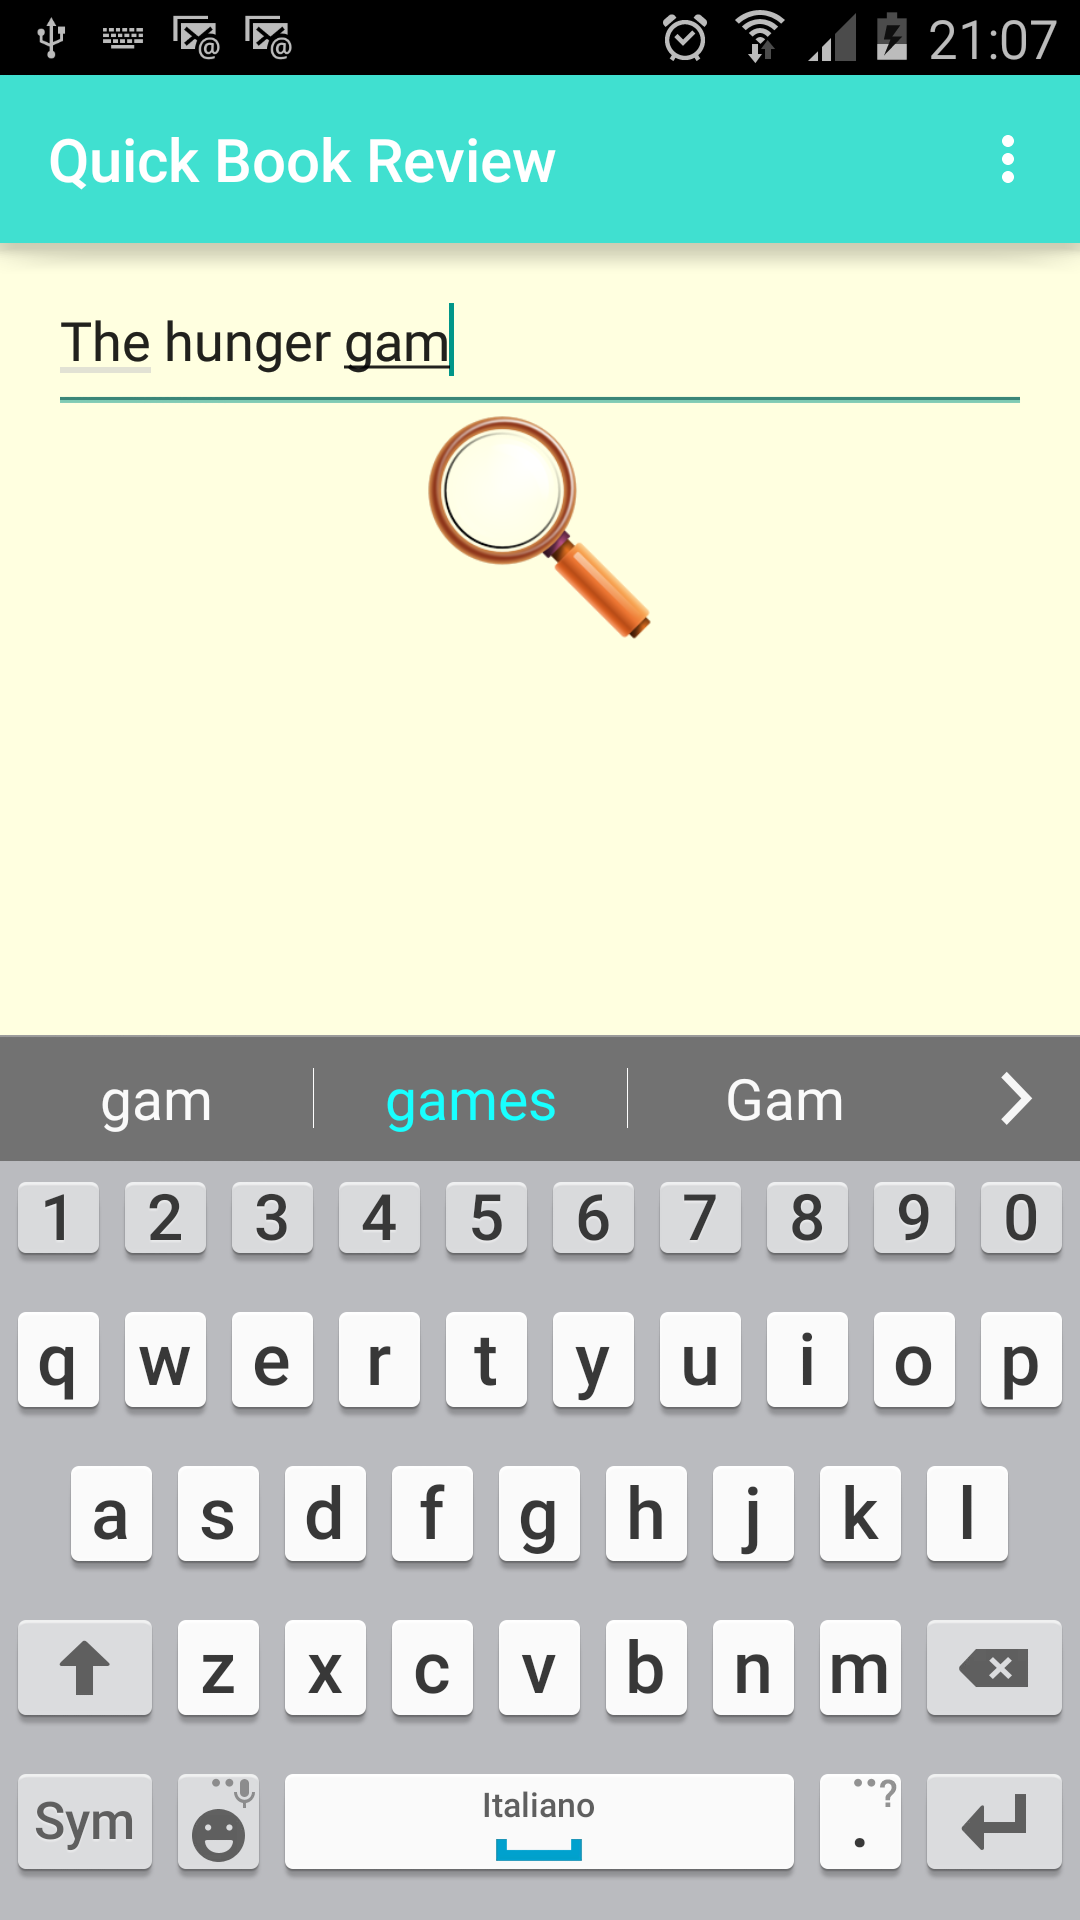 21:07
Quick Book Review
The hunger gam
gam games Gam
1 2 3 4 5 6 7 8 9 0
q w e r t y u i o p
a s d f g h j k l
z x c v b n m
Sym Italiano . ?